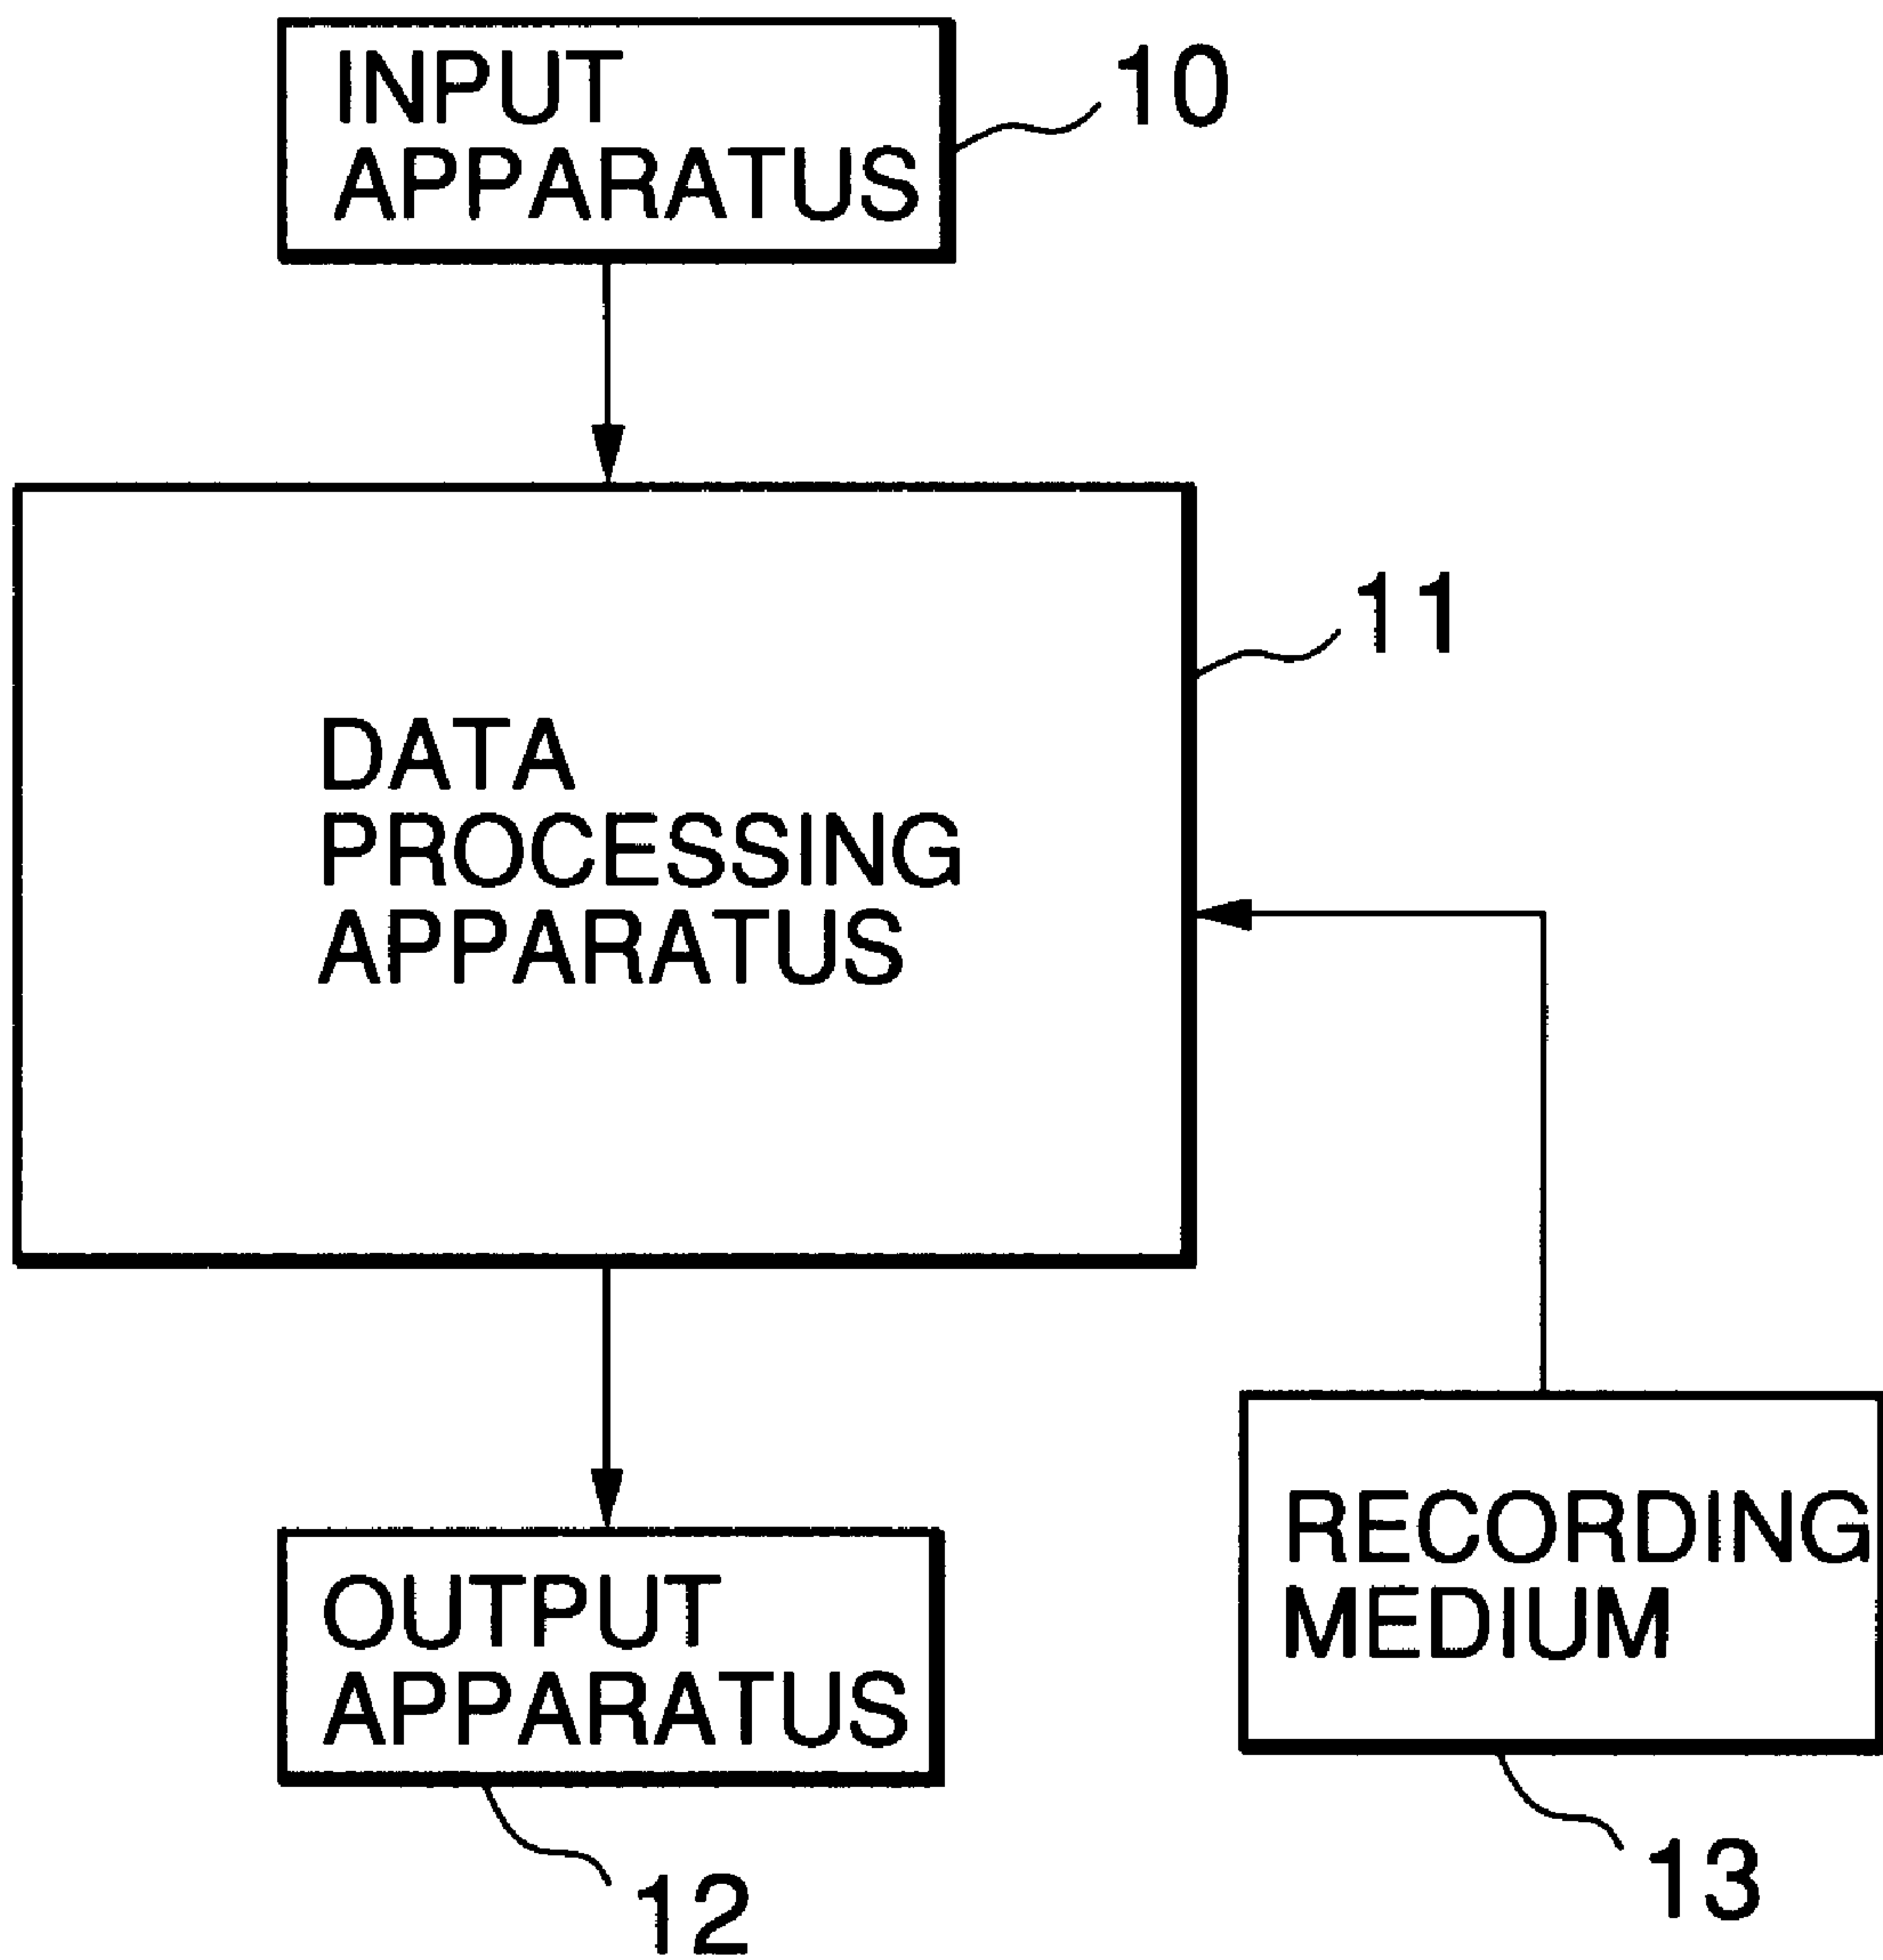 INPUT
APPARATUS
10
11
DATA
PROCESSING
APPARATUS
OUTPUT
APPARATUS
12
RECORDING
MEDIUM
13